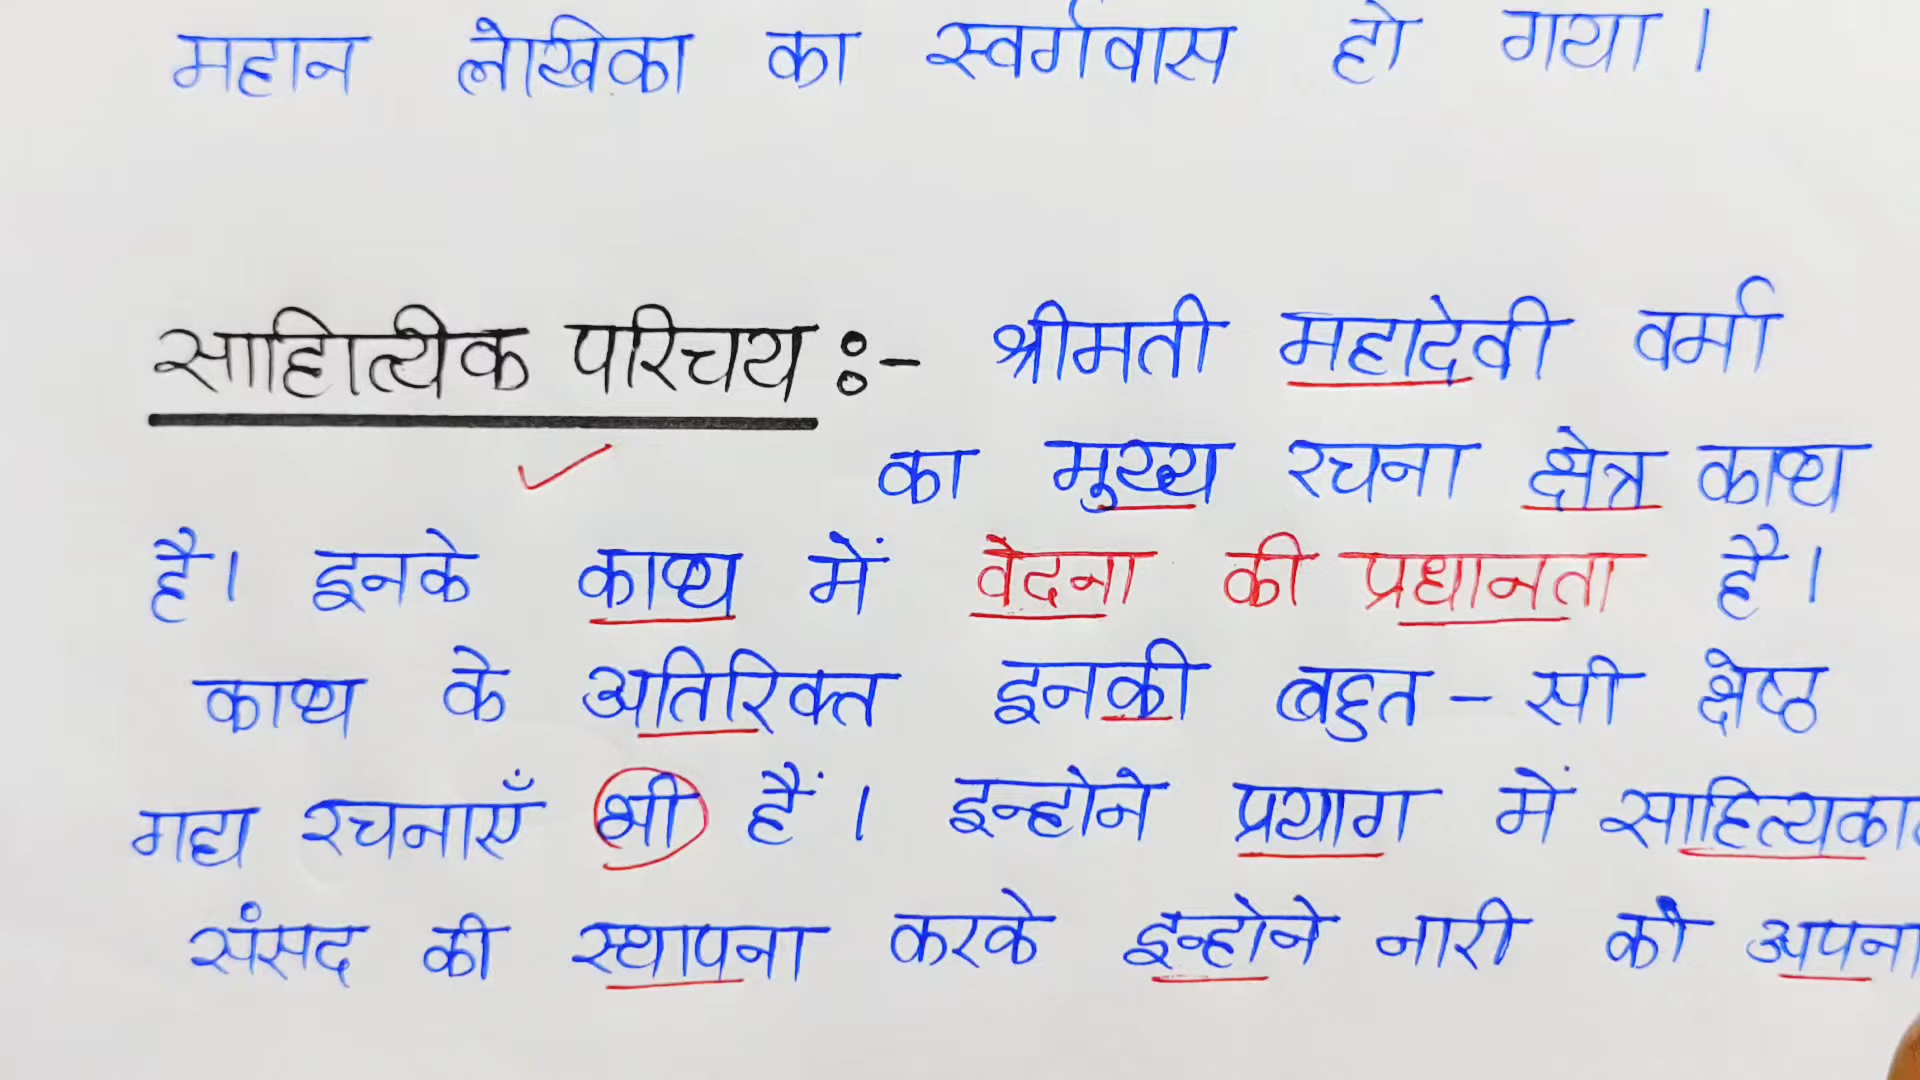 महान लेखिका का स्वर्गवास हो गया ।
साहित्यिक परिचय :- श्रीमती महादेवी वर्मा
का मुख्य रचना क्षेत्र काव्य
है। इनके काव्य में वेदना की प्रधानता है।
काव्य के अतिरिक्त इनकी बहुत - सी श्रेष्ठ
गद्य रचनाएँ भी हैं । इन्होने प्रयाग में
संसद की स्थापना करके इन्होने नारी को अपना